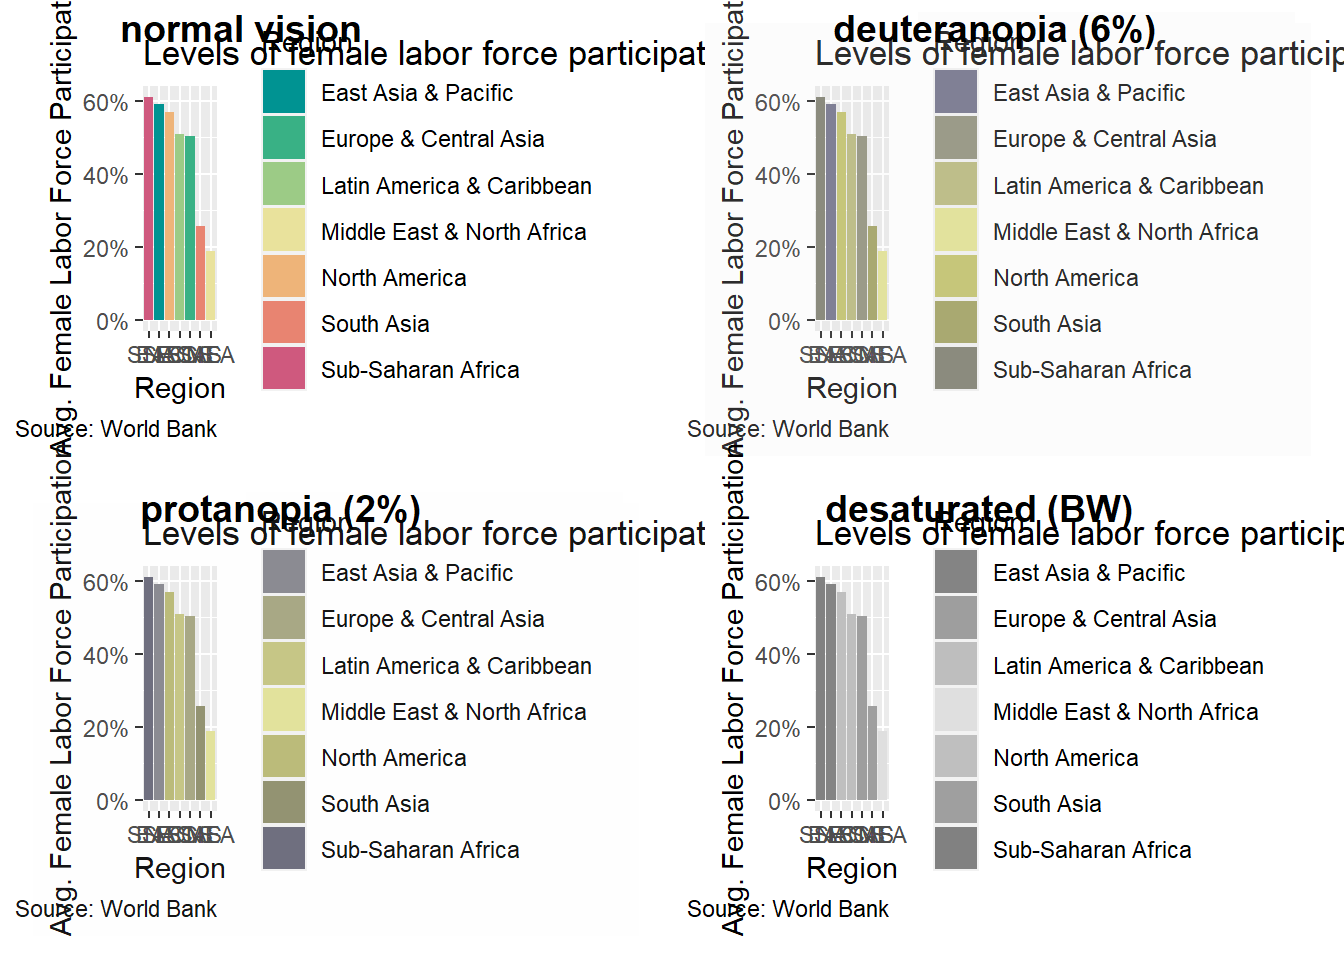 normal vision
Region
Levels of female labor force participat
Avg. Female Labor Force Participation
60%
40%
20%
0%
Region
Source: World Bank
East Asia & Pacific
Europe & Central Asia
Latin America & Caribbean
Middle East & North Africa
North America
South Asia
Sub-Saharan Africa
deuteranopia (6%)
Region
Levels of female labor force participat
Avg. Female Labor Force Participat
60%
40%
20%
0%
Region
Source: World Bank
East Asia & Pacific
Europe & Central Asia
Latin America & Caribbean
Middle East & North Africa
North America
South Asia
Sub-Saharan Africa
protanopia (2%)
Region
Levels of female labor force participat
Avg. Female Labor Force Participation
60%
40%
20%
0%
Region
Source: World Bank
East Asia & Pacific
Europe & Central Asia
Latin America & Caribbean
Middle East & North Africa
North America
South Asia
Sub-Saharan Africa
desaturated (BW)
Region
Levels of female labor force participat
Avg. Female Labor Force Participation
60%
40%
20%
0%
Region
Source: World Bank
East Asia & Pacific
Europe & Central Asia
Latin America & Caribbean
Middle East & North Africa
North America
South Asia
Sub-Saharan Africa